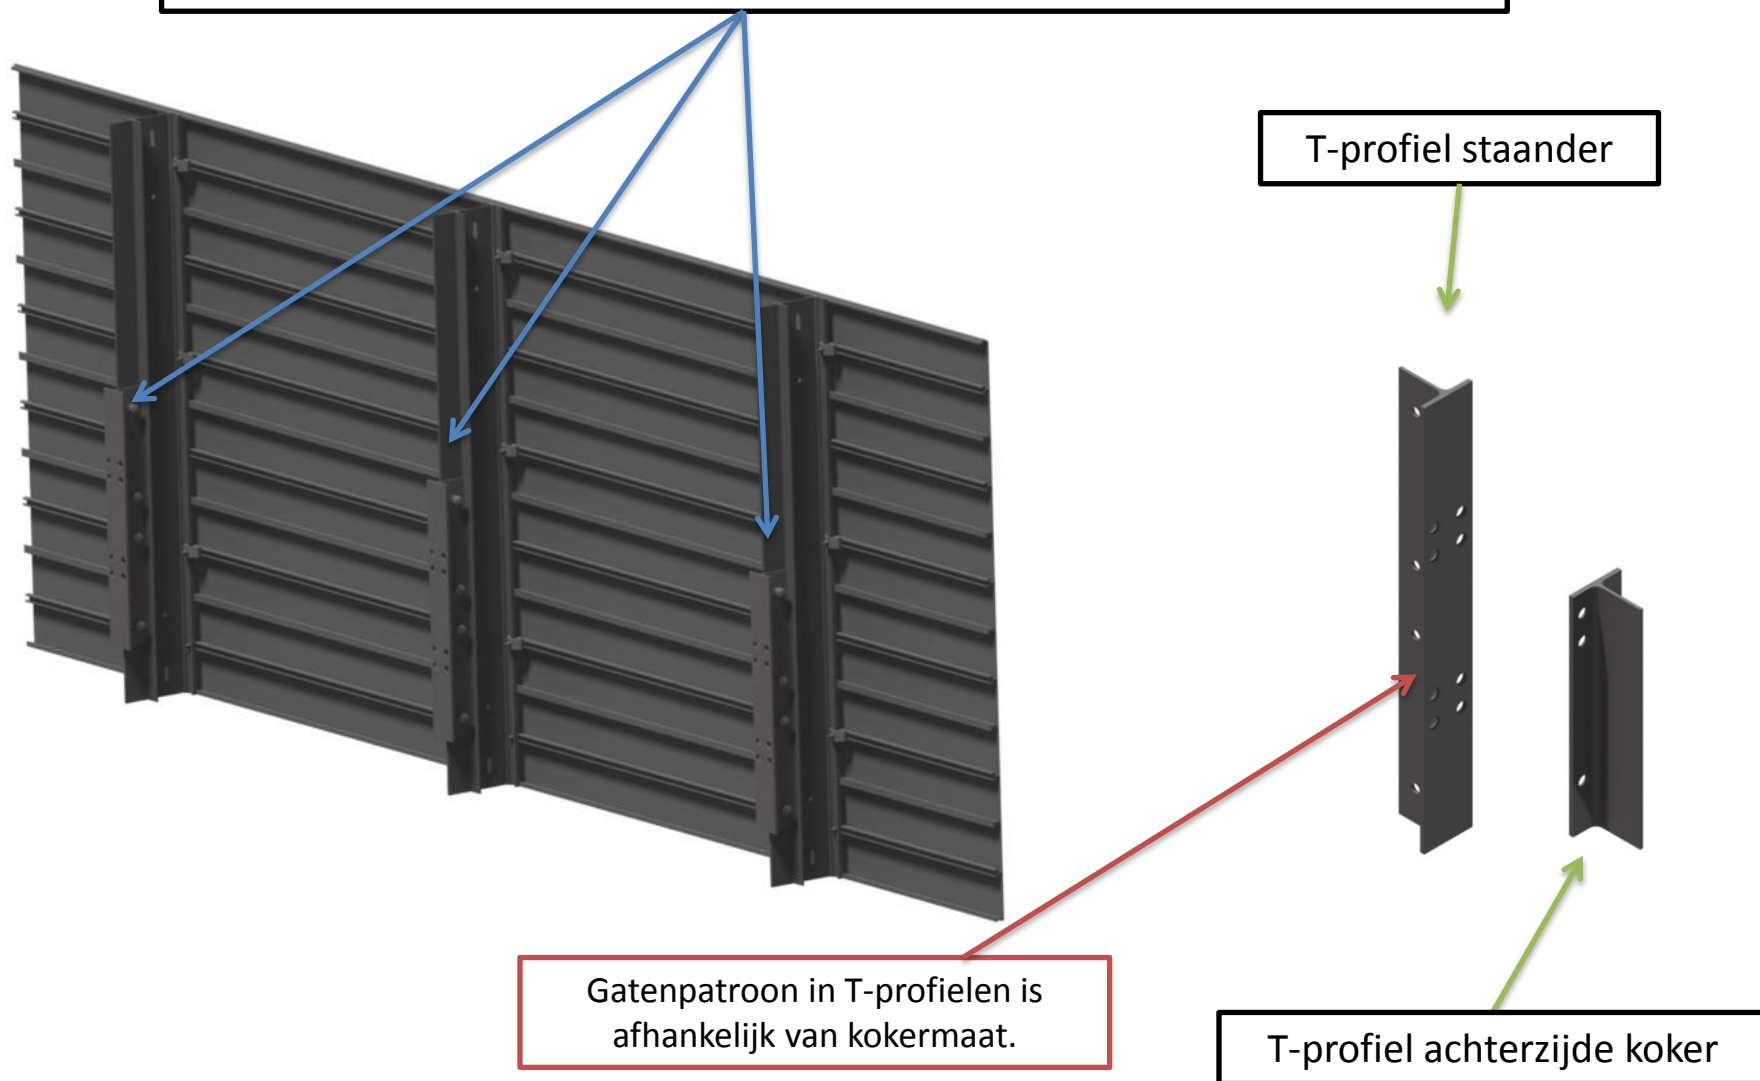 T-profiel staander
Gatenpatroon in T-profielen is
afhankelijk van kokermaat.
T-profiel achterzijde koker